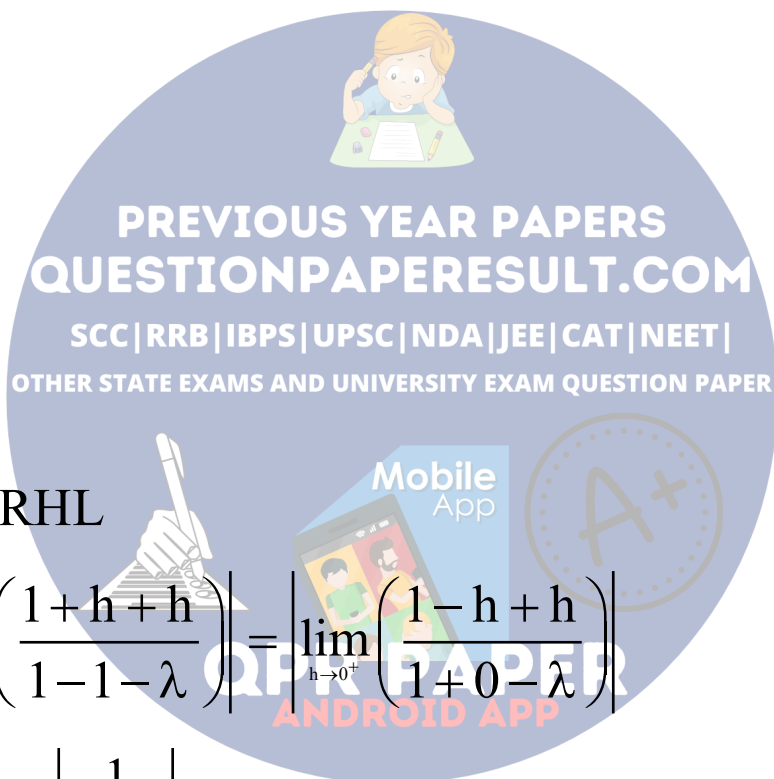 PREVIOUS YEAR PAPERS
QUESTIONPAPERESULT.COM
SCC|RRB|IBPS|UPSC|NDA|JEE|CAT|NEET|
OTHER STATE EXAMS AND UNIVERSITY EXAM QUESTION PAPER
Mobile
App
A+
RHL
(1+h+h / 1−1−λ)| = |lim h→0⁺ (1−h+h / 1+0−λ)|
QPR PAPER
ANDROID APP
| 1 |